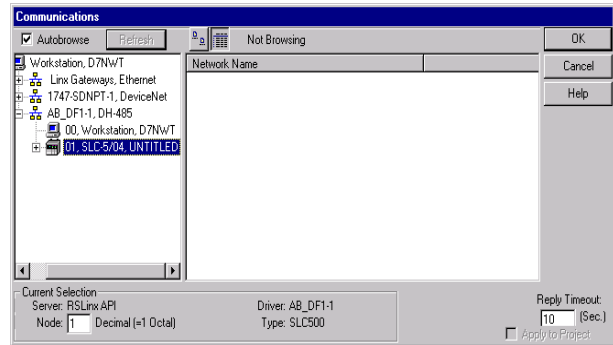 Communications
Autobrowse
Refresh
Not Browsing
OK
Cancel
Help
Workstation, D7NWT
Linx Gateways, Ethernet
1747-SDNPT-1, DeviceNet
AB_DF1-1, DH-485
00, Workstation, D7NWT
01, SLC-5/04, UNTITLED
Network Name
Current Selection
Server: RSLinx API
Driver: AB_DF1-1
Node: 1 Decimal (=1 Octal)
Type: SLC500
Reply Timeout:
10 (Sec.)
Apply to Project